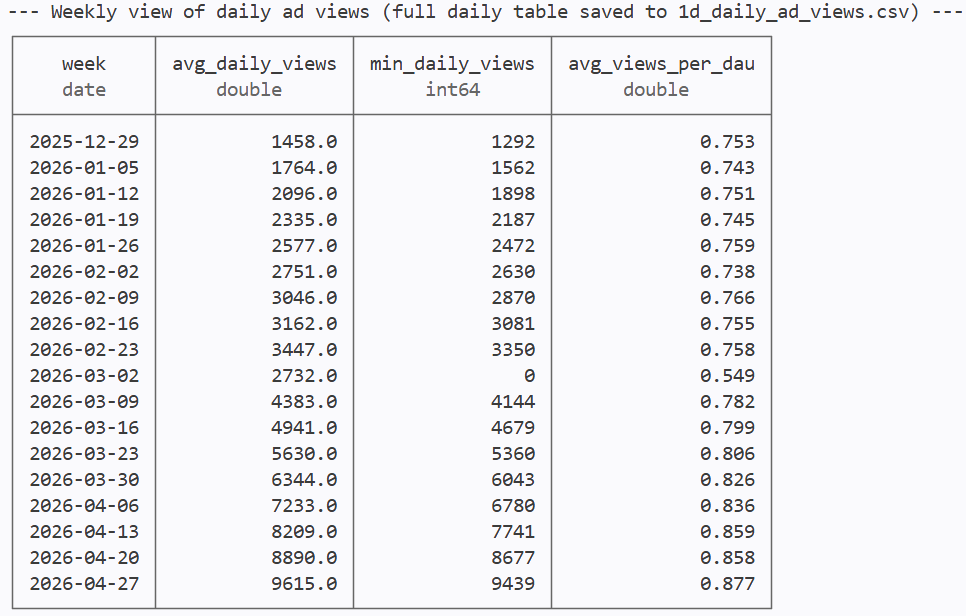 --- Weekly view of daily ad views (full daily table saved to 1d_daily_ad_views.csv) ---
week avg_daily_views min_daily_views avg_views_per_dau
date double int64 double
2025-12-29 1458.0 1292 0.753
2026-01-05 1764.0 1562 0.743
2026-01-12 2096.0 1898 0.751
2026-01-19 2335.0 2187 0.745
2026-01-26 2577.0 2472 0.759
2026-02-02 2751.0 2630 0.738
2026-02-09 3046.0 2870 0.766
2026-02-16 3162.0 3081 0.755
2026-02-23 3447.0 3350 0.758
2026-03-02 2732.0 0 0.549
2026-03-09 4383.0 4144 0.782
2026-03-16 4941.0 4679 0.799
2026-03-23 5630.0 5360 0.806
2026-03-30 6344.0 6043 0.826
2026-04-06 7233.0 6780 0.836
2026-04-13 8209.0 7741 0.859
2026-04-20 8890.0 8677 0.858
2026-04-27 9615.0 9439 0.877